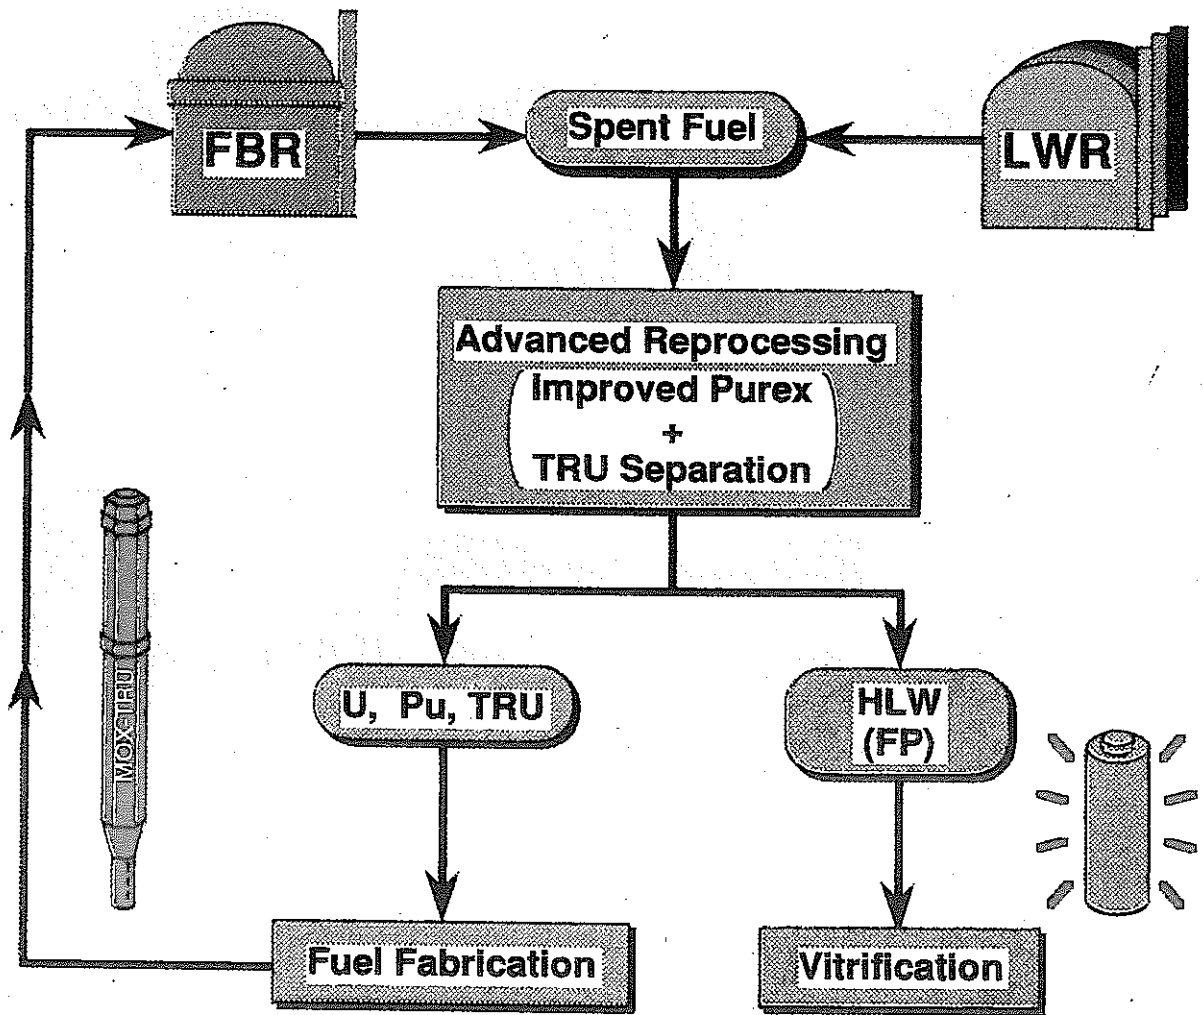 FBR
Spent Fuel
LWR
Advanced Reprocessing
Improved Purex
+
TRU Separation
MOX-TRU
U, Pu, TRU
HLW
(FP)
Fuel Fabrication
Vitrification